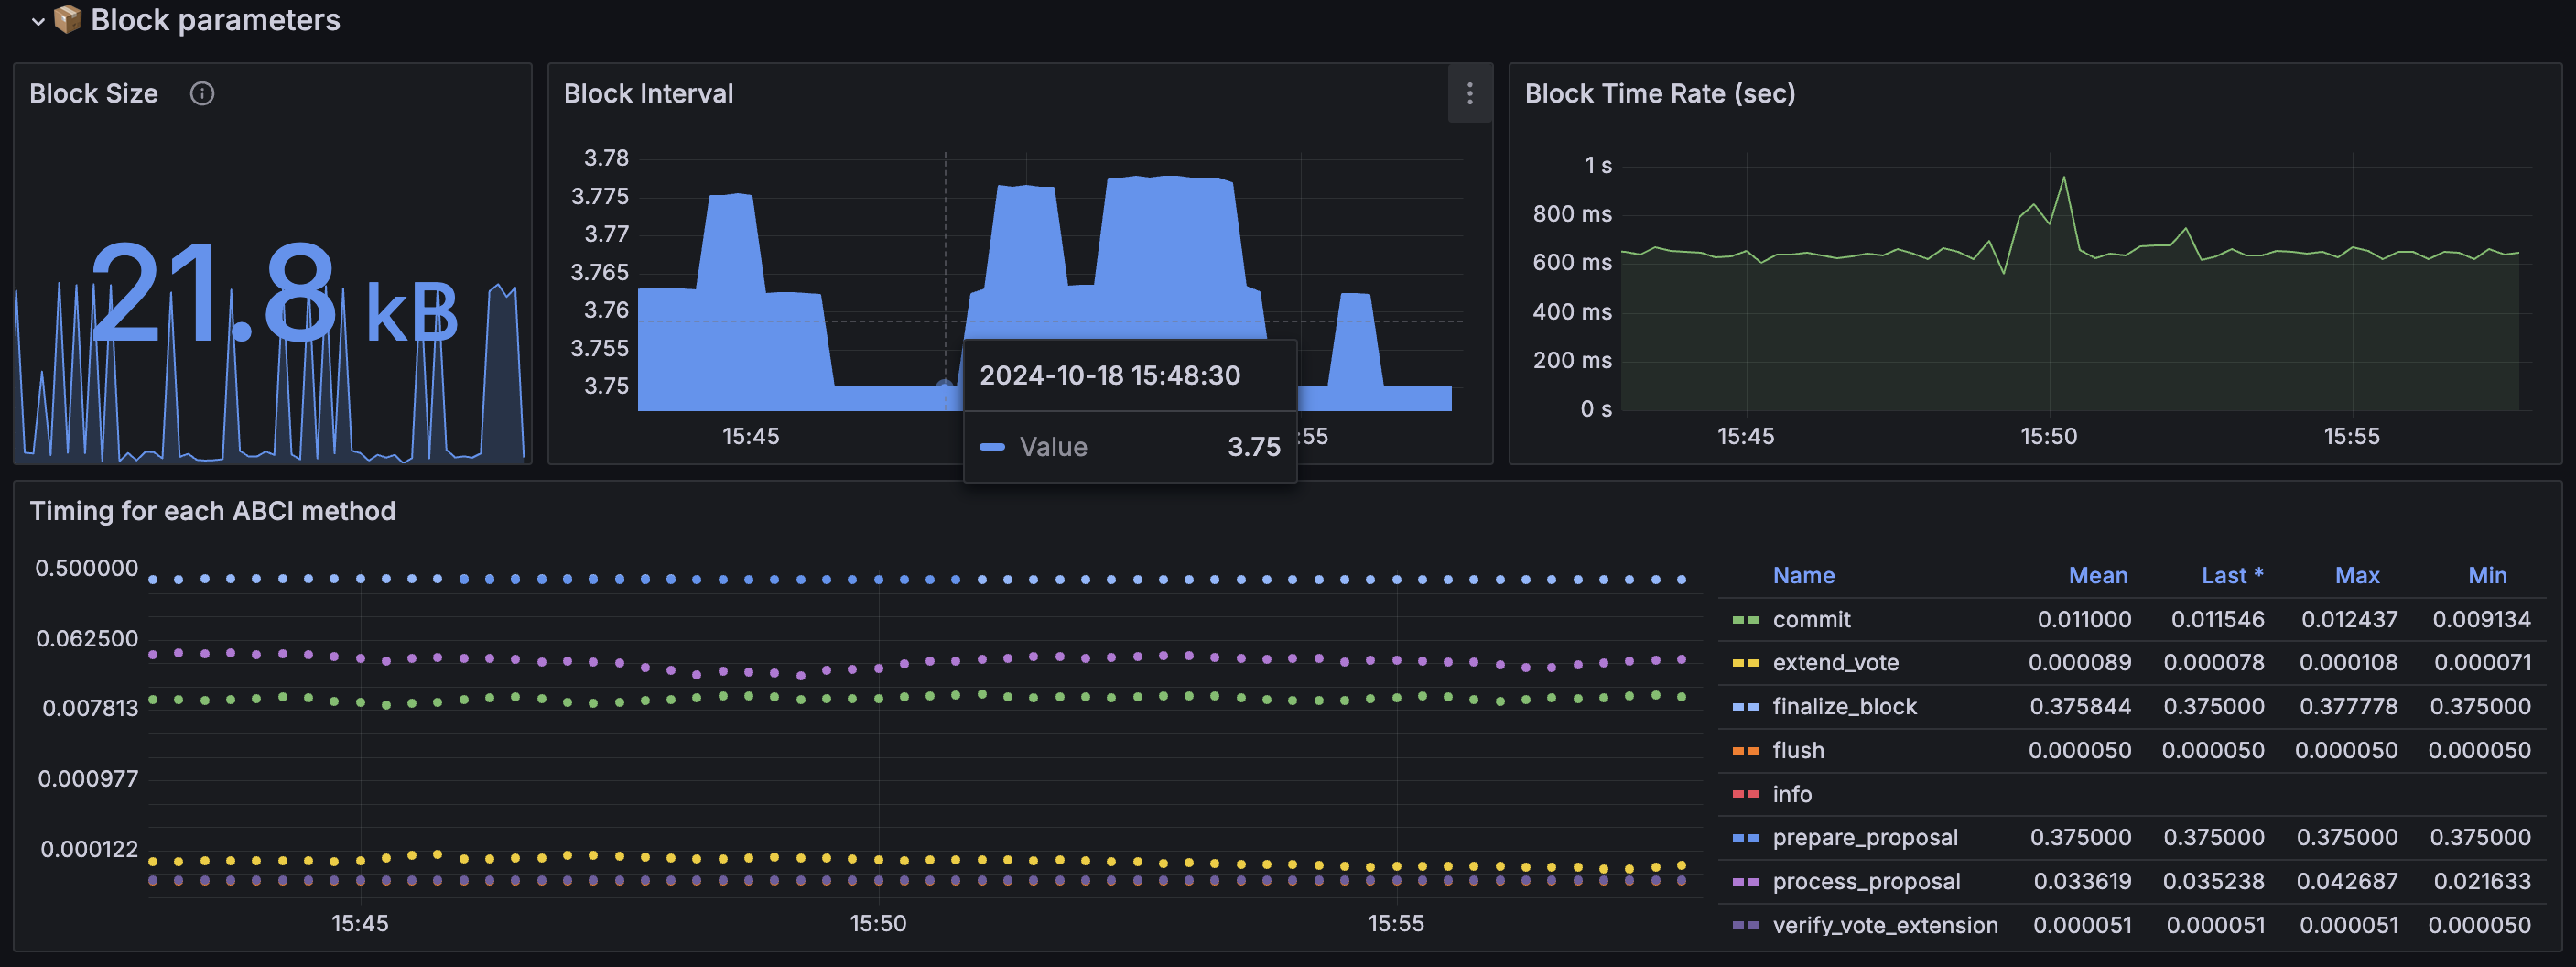 Block parameters
Block Size
21.8 kB
Block Interval
3.78
3.775
3.77
3.765
3.76
3.755
3.75
15:45
:55
2024-10-18 15:48:30
Value 3.75
Block Time Rate (sec)
1 s
800 ms
600 ms
400 ms
200 ms
0 s
15:45 15:50 15:55
Timing for each ABCI method
0.500000
0.062500
0.007813
0.000977
0.000122
15:45 15:50 15:55
Name Mean Last * Max Min
commit 0.011000 0.011546 0.012437 0.009134
extend_vote 0.000089 0.000078 0.000108 0.000071
finalize_block 0.375844 0.375000 0.377778 0.375000
flush 0.000050 0.000050 0.000050 0.000050
info
prepare_proposal 0.375000 0.375000 0.375000 0.375000
process_proposal 0.033619 0.035238 0.042687 0.021633
verify_vote_extension 0.000051 0.000051 0.000051 0.000050